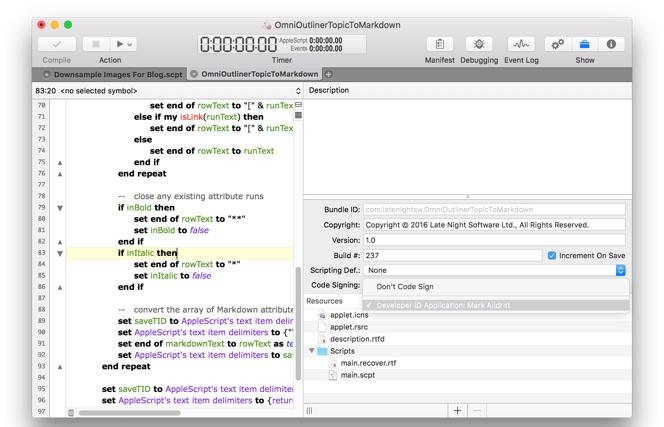 OmniOutlinerTopicToMarkdown
0:00:00:00 AppleScript 0:00:00.00
Events 0:00:00.00
Compile Action Timer Manifest Debugging Event Log Show
Downsample Images For Blog.scpt OmniOutlinerTopicToMarkdown
83:20 <no selected symbol>
70 set end of rowText to "[" & runTex
71 else if my isLink(runText) then
72 set end of rowText to "[" & runTex
73 else
74 set end of rowText to runText
75 end if
76 end repeat
77
78 -- close any existing attribute runs
79 if inBold then
80 set end of rowText to "**"
81 set inBold to false
82 end if
83 if inItalic then
84 set end of rowText to "*"
85 set inItalic to false
86 end if
87
88 -- convert the array of Markdown attribute
89 set saveTID to AppleScript's text item delim
90 set AppleScript's text item delimiters to {""
91 set end of markdownText to rowText as te
92 set AppleScript's text item delimiters to sav
93 end repeat
94
95 set saveTID to AppleScript's text item delimiters
96 set AppleScript's text item delimiters to {return
97
Description
Bundle ID: com.latenightsw.OmniOutlinerTopicToMarkdown
Copyright: Copyright © 2016 Late Night Software Ltd., All Rights Reserved.
Version: 1.0
Build #: 237 Increment On Save
Scripting Def.: None
Code Signing: Don't Code Sign
Developer ID Application: Mark Alldritt
Resources
applet.icns
applet.rsrc
description.rtfd
Scripts
main.recover.rtf
main.scpt